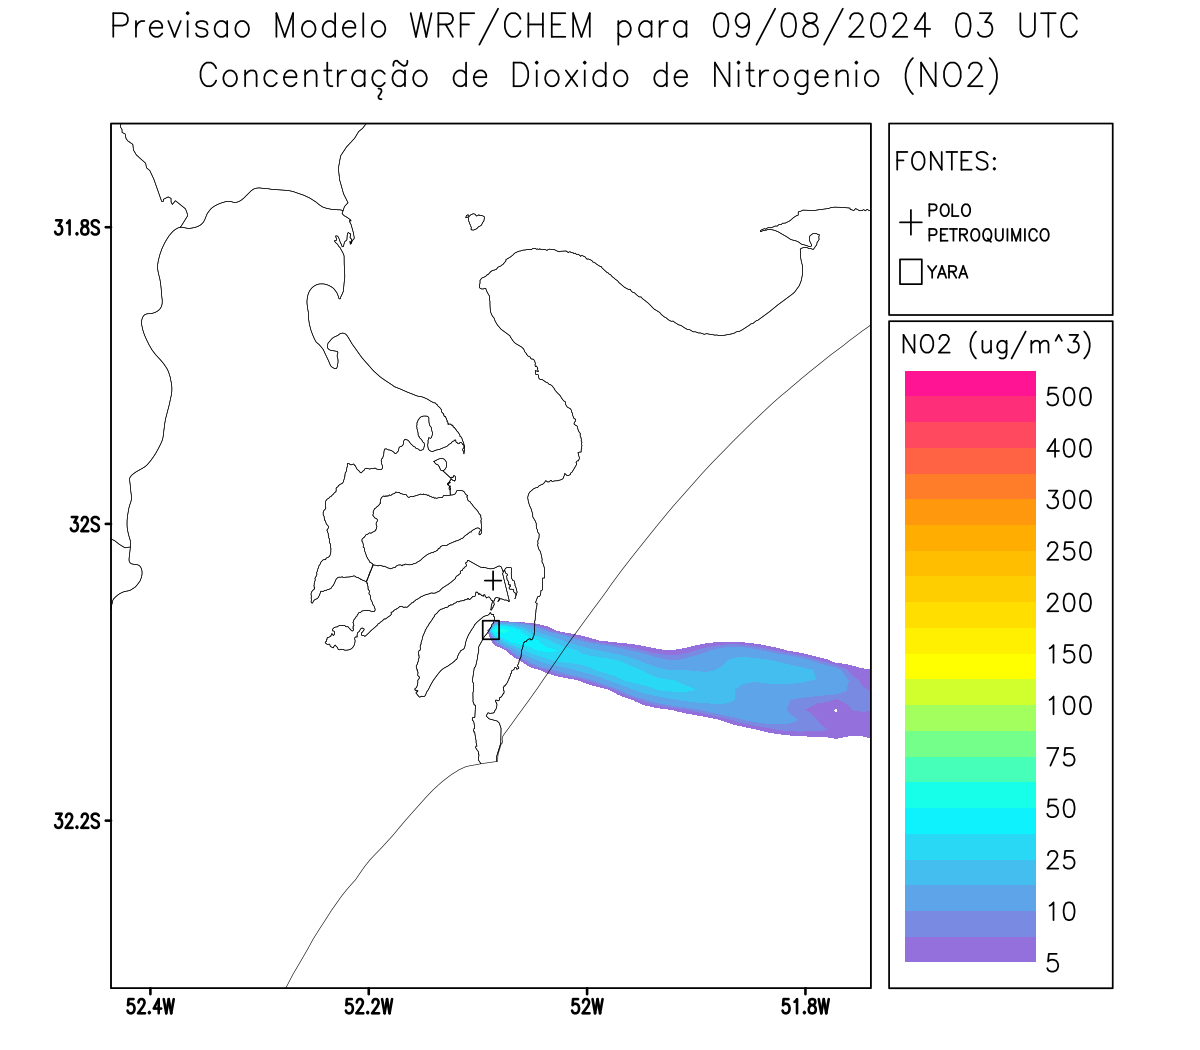 Previsao Modelo WRF/CHEM para 09/08/2024 03 UTC
Concentração de Dioxido de Nitrogenio (NO2)
FONTES:
POLO
PETROQUIMICO
YARA
31.8S
32S
32.2S
52.4W
52.2W
52W
51.8W
NO2 (ug/m^3)
500
400
300
250
200
150
100
75
50
25
10
5